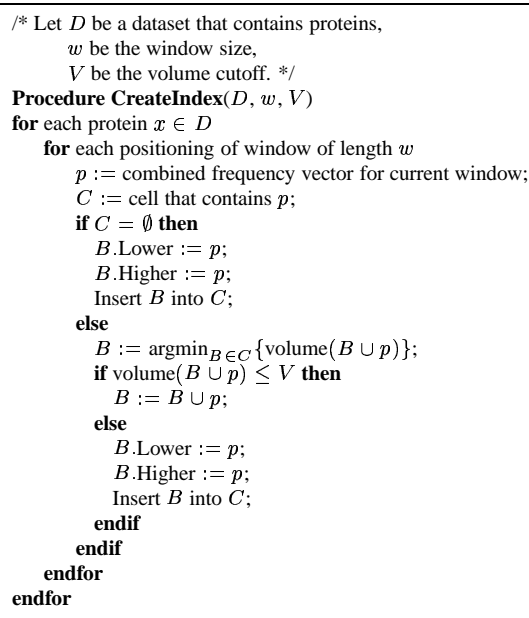 /* Let D be a dataset that contains proteins,
w be the window size,
V be the volume cutoff. */
Procedure CreateIndex(D, w, V)
for each protein x ∈ D
for each positioning of window of length w
p := combined frequency vector for current window;
C := cell that contains p;
if C = ∅ then
B.Lower := p;
B.Higher := p;
Insert B into C;
else
B := argmin_{B∈C}{volume(B ∪ p)};
if volume(B ∪ p) ≤ V then
B := B ∪ p;
else
B.Lower := p;
B.Higher := p;
Insert B into C;
endif
endif
endfor
endfor